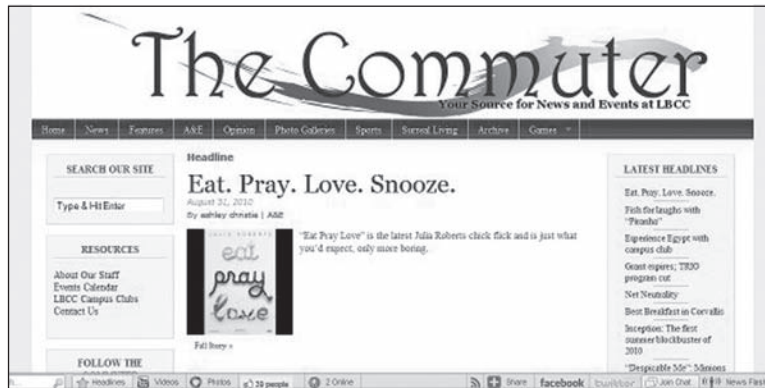 The Commuter
Your Source for News and Events at LBCC
Home News Features A&E Opinion Photo Galleries Sports Surreal Living Archive Games
SEARCH OUR SITE
Type & Hit Enter
RESOURCES
About Our Staff
Events Calendar
LBCC Campus Clubs
Contact Us
FOLLOW THE
Headline
Eat. Pray. Love. Snooze.
August 31, 2010
By ashley christie | A&E
JULIA ROBERTS
eat
pray
love
"Eat Pray Love" is the latest Julia Roberts chick flick and is just what
you'd expect, only more boring.
Full Story »
LATEST HEADLINES
Eat. Pray. Love. Snooze.
Fish for laughs with
"Piranha"
Experience Egypt with
campus club
Grant expires; TRIO
program cut
Net Neutrality
Best Breakfast in Corvallis
Inception: The first
summer blockbuster of
2010
"Despicable Me": Minions
Headlines Videos Photos 39 people 2 Online Share facebook twitter Join Chat News Flash